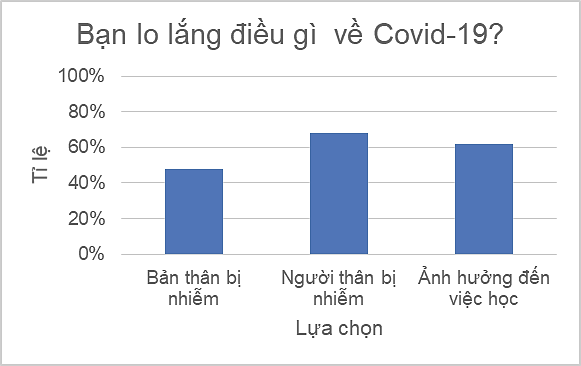 Bạn lo lắng điều gì  về Covid-19?
100%
80%
60%
40%
20%
0%
Tỉ lệ
Bản thân bị
nhiễm
Người thân bị
nhiễm
Ảnh hưởng đến
việc học
Lựa chọn